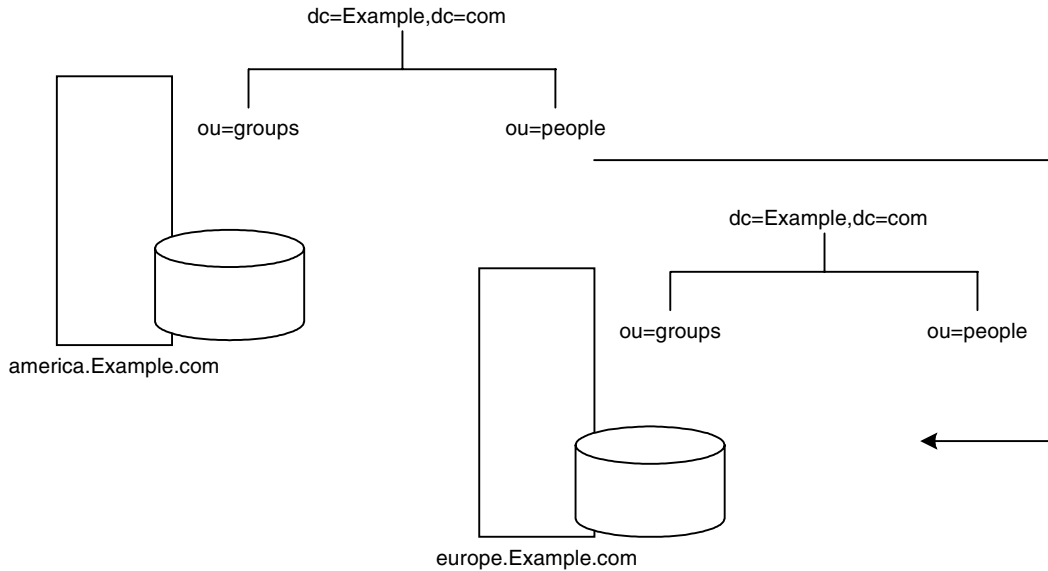 dc=Example,dc=com
ou=groups
ou=people
america.Example.com
dc=Example,dc=com
ou=groups
ou=people
europe.Example.com